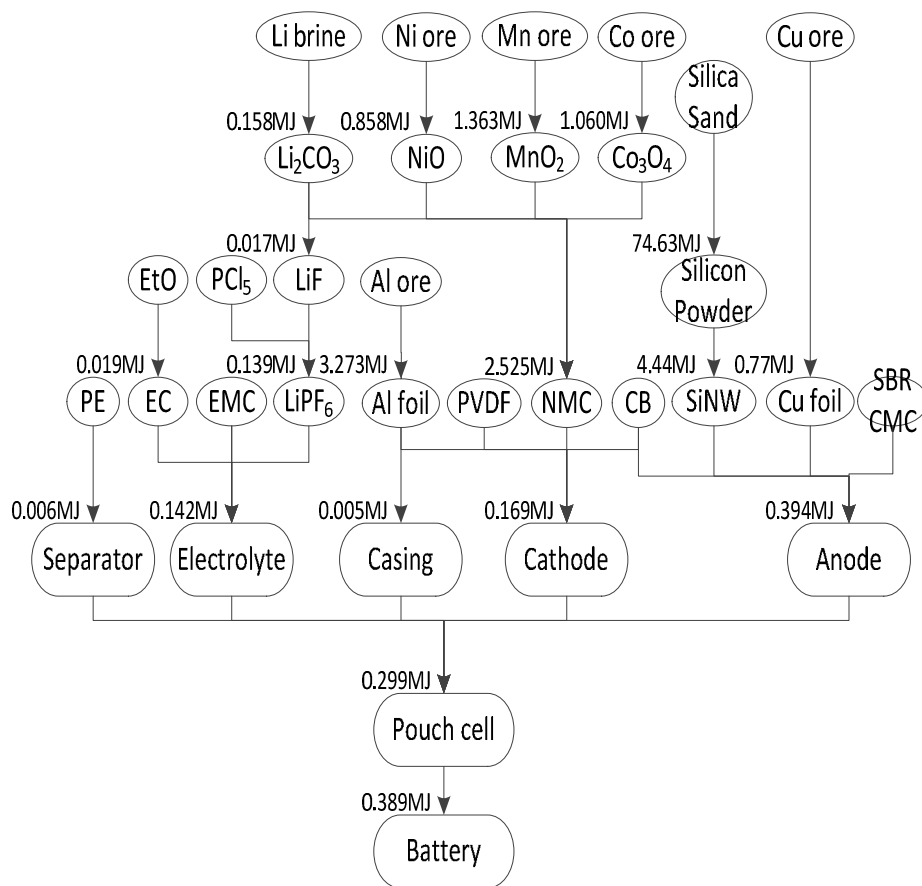 Li brine
Ni ore
Mn ore
Co ore
Cu ore
Silica
Sand
0.158MJ
0.858MJ
1.363MJ
1.060MJ
Li₂CO₃
NiO
MnO₂
Co₃O₄
0.017MJ
74.63MJ
EtO
PCl₅
LiF
Al ore
Silicon
Powder
0.019MJ
0.139MJ
3.273MJ
2.525MJ
4.44MJ
0.77MJ
PE
EC
EMC
LiPF₆
Al foil
PVDF
NMC
CB
SiNW
Cu foil
SBR
CMC
0.006MJ
0.142MJ
0.005MJ
0.169MJ
0.394MJ
Separator
Electrolyte
Casing
Cathode
Anode
0.299MJ
Pouch cell
0.389MJ
Battery